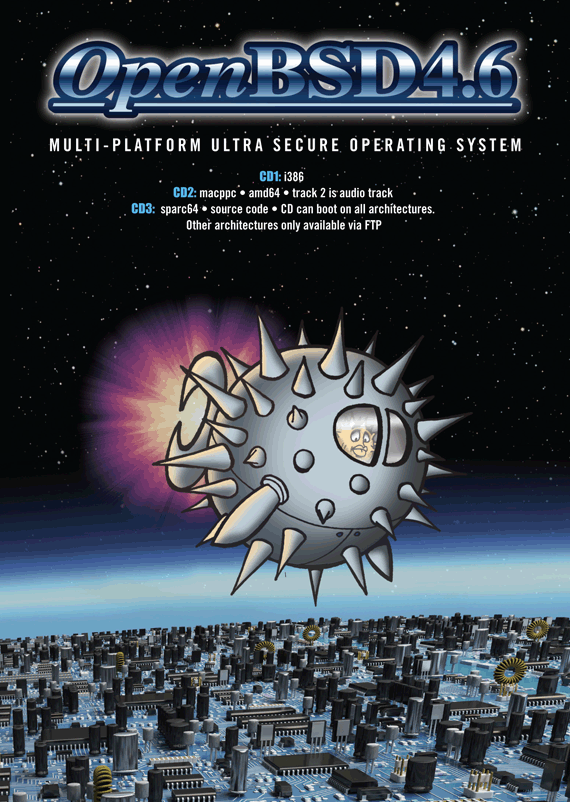 OpenBSD4.6
MULTI-PLATFORM ULTRA SECURE OPERATING SYSTEM
CD1: i386
CD2: macppc • amd64 • track 2 is audio track
CD3: sparc64 • source code • CD can boot on all architectures.
Other architectures only available via FTP